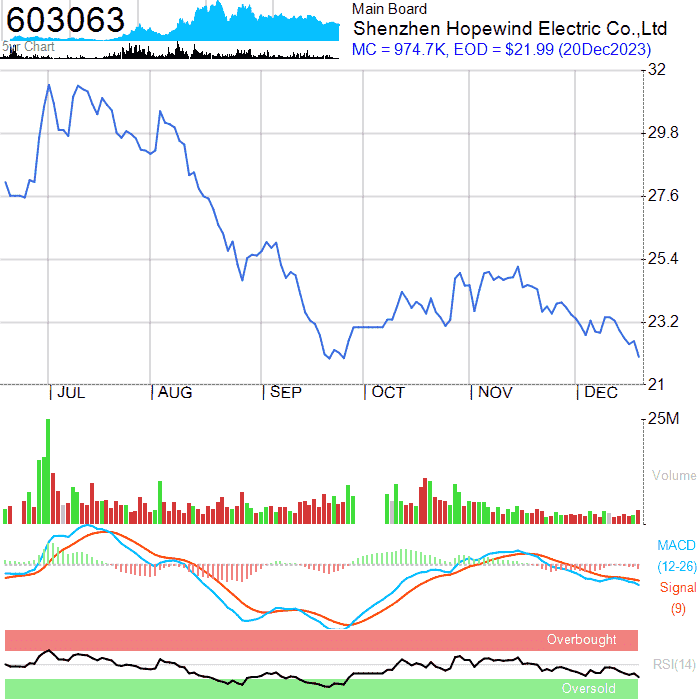 603063
5yr Chart
Main Board
Shenzhen Hopewind Electric Co.,Ltd
MC = 974.7K, EOD = $21.99 (20Dec2023)
32
29.8
27.6
25.4
23.2
21
JUL AUG SEP OCT NOV DEC
25M
Volume
MACD
(12-26)
Signal
(9)
Overbought
RSI(14)
Oversold